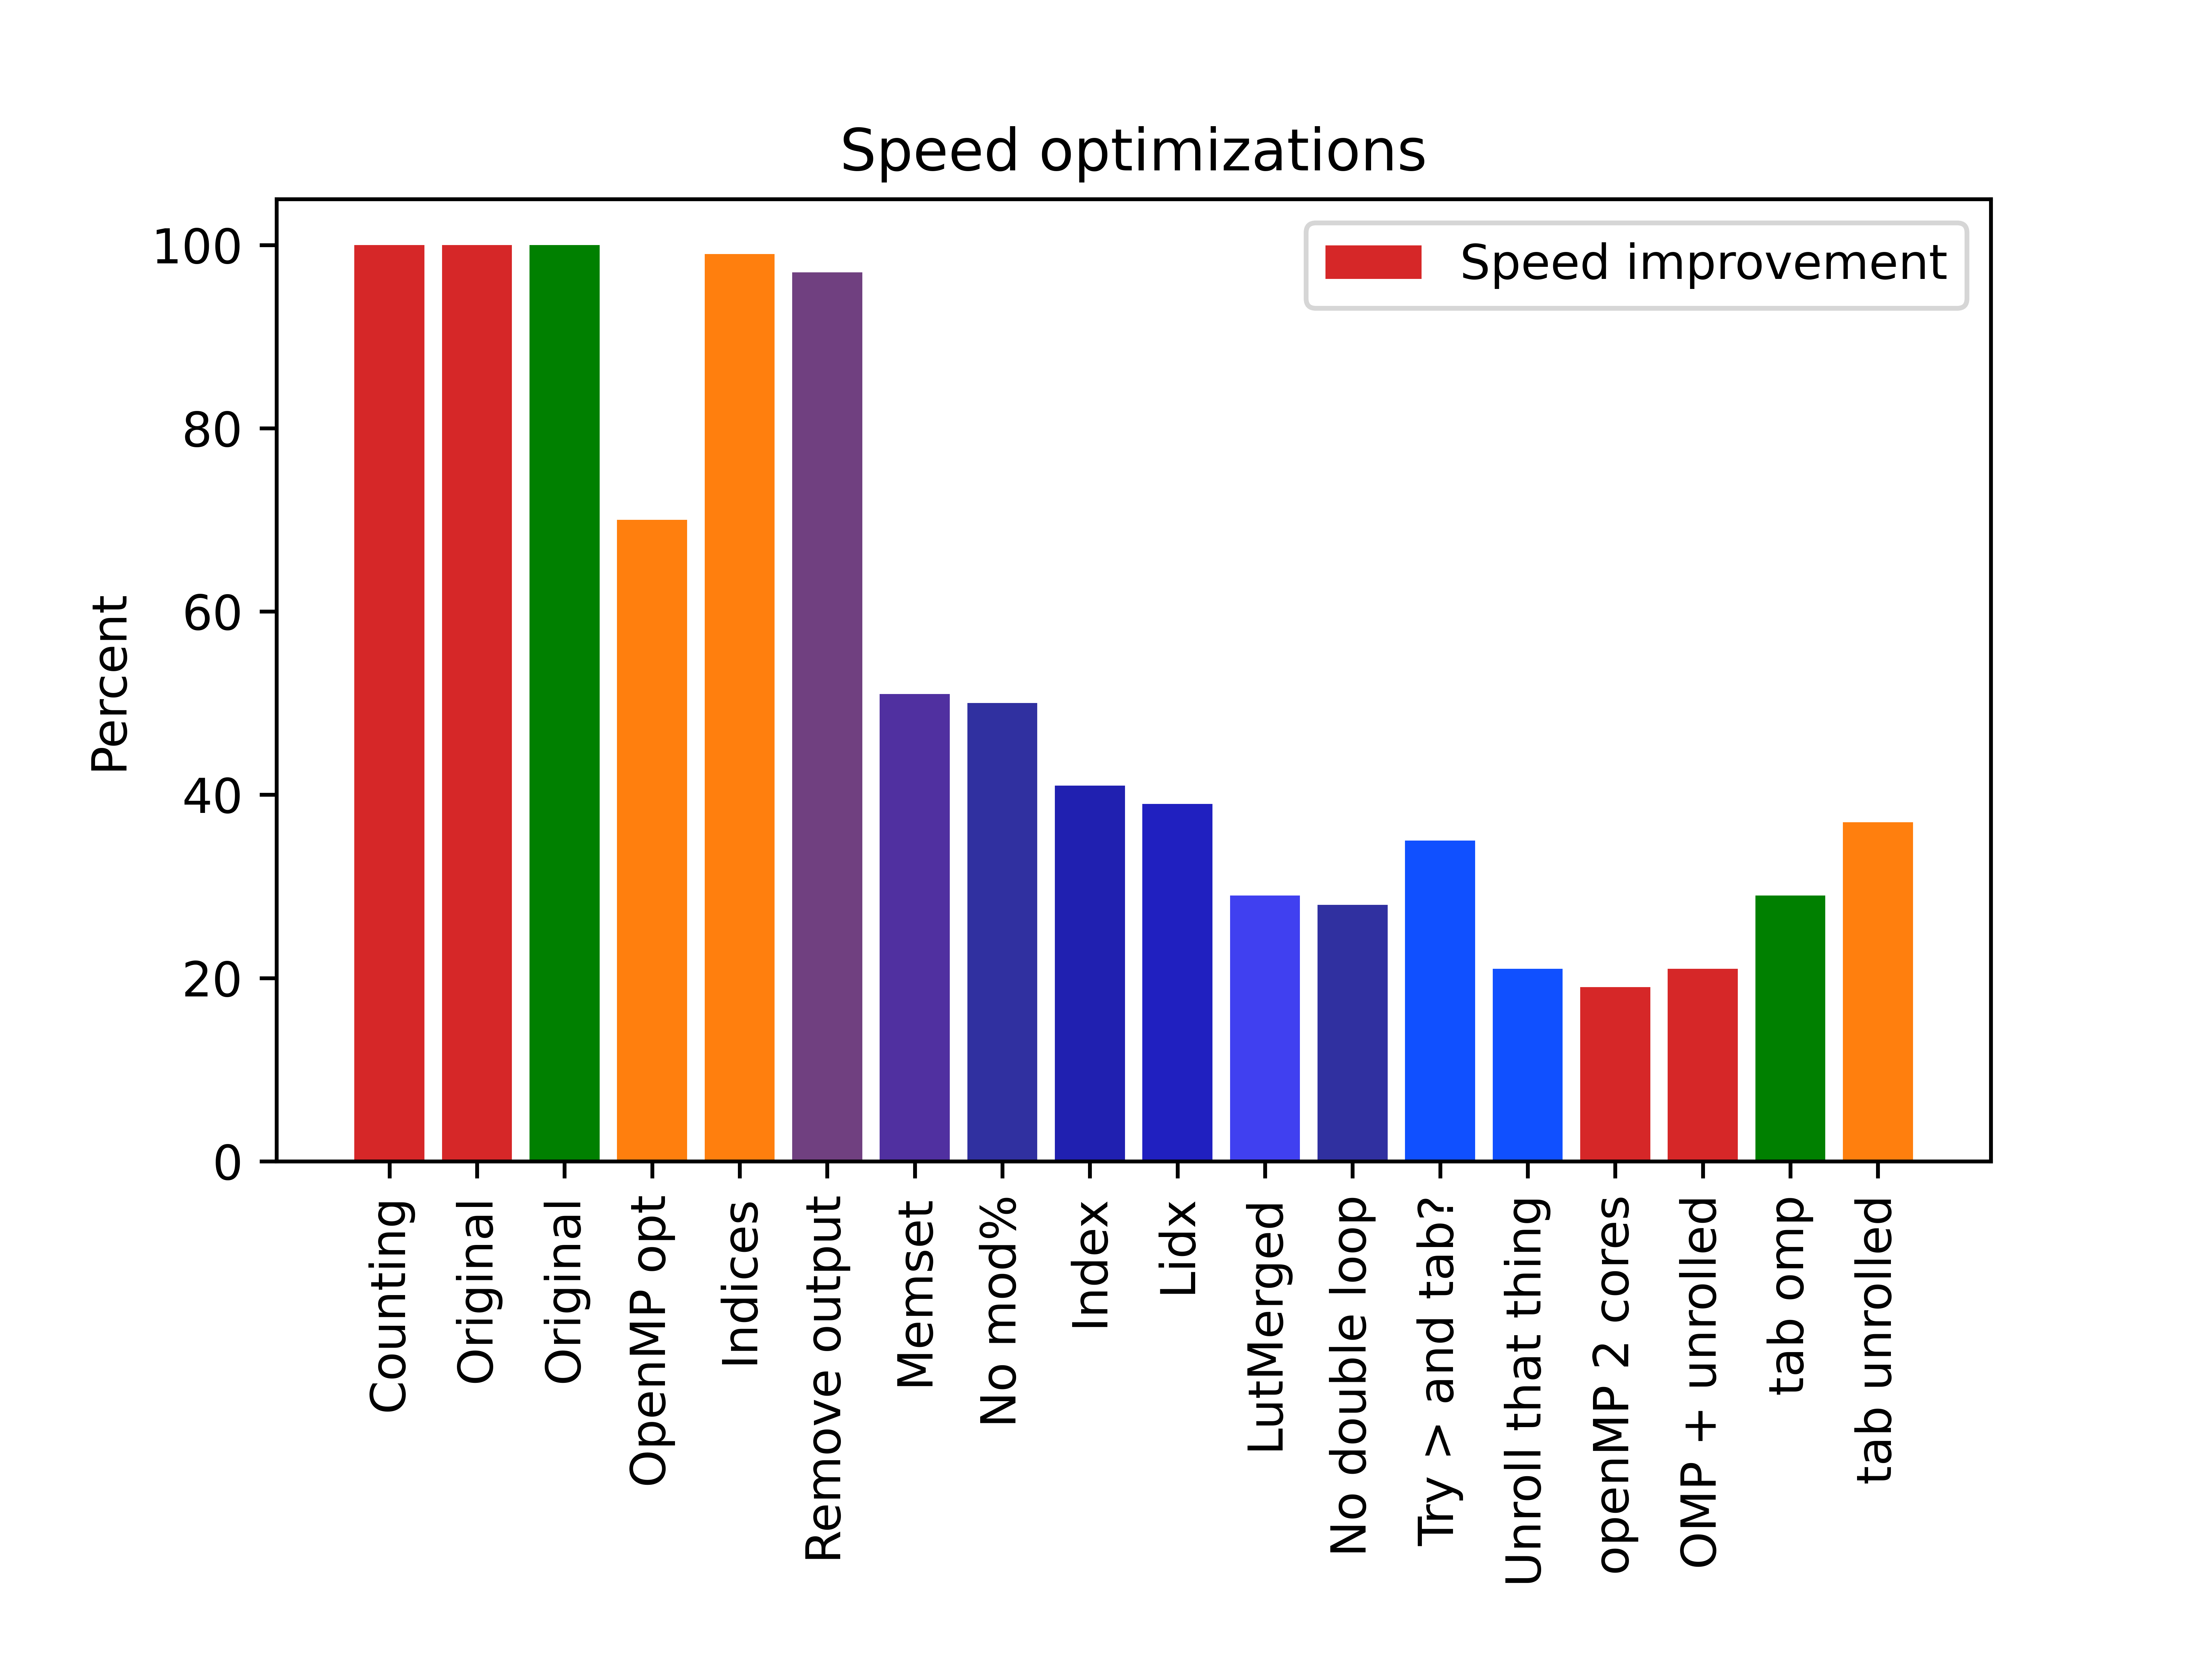 Speed optimizations
Speed improvement
Percent
100
80
60
40
20
0
Counting
Original
Original
OpenMP opt
Indices
Remove output
Memset
No mod%
Index
Lidx
LutMerged
No double loop
Try > and tab?
Unroll that thing
openMP 2 cores
OMP + unrolled
tab omp
tab unrolled